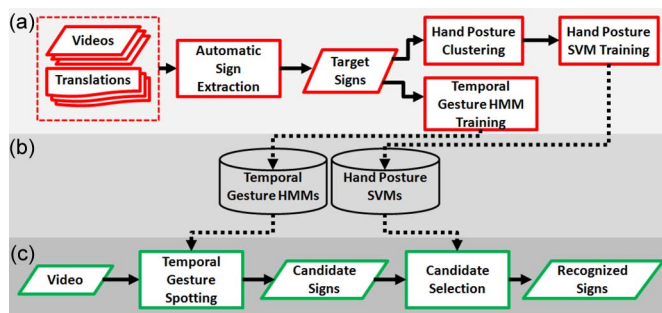 (a)
Videos
Translations
Automatic
Sign
Extraction
Target
Signs
Hand Posture
Clustering
Hand Posture
SVM Training
Temporal
Gesture HMM
Training
(b)
Temporal
Gesture HMMs
Hand Posture
SVMs
(c)
Video
Temporal
Gesture
Spotting
Candidate
Signs
Candidate
Selection
Recognized
Signs